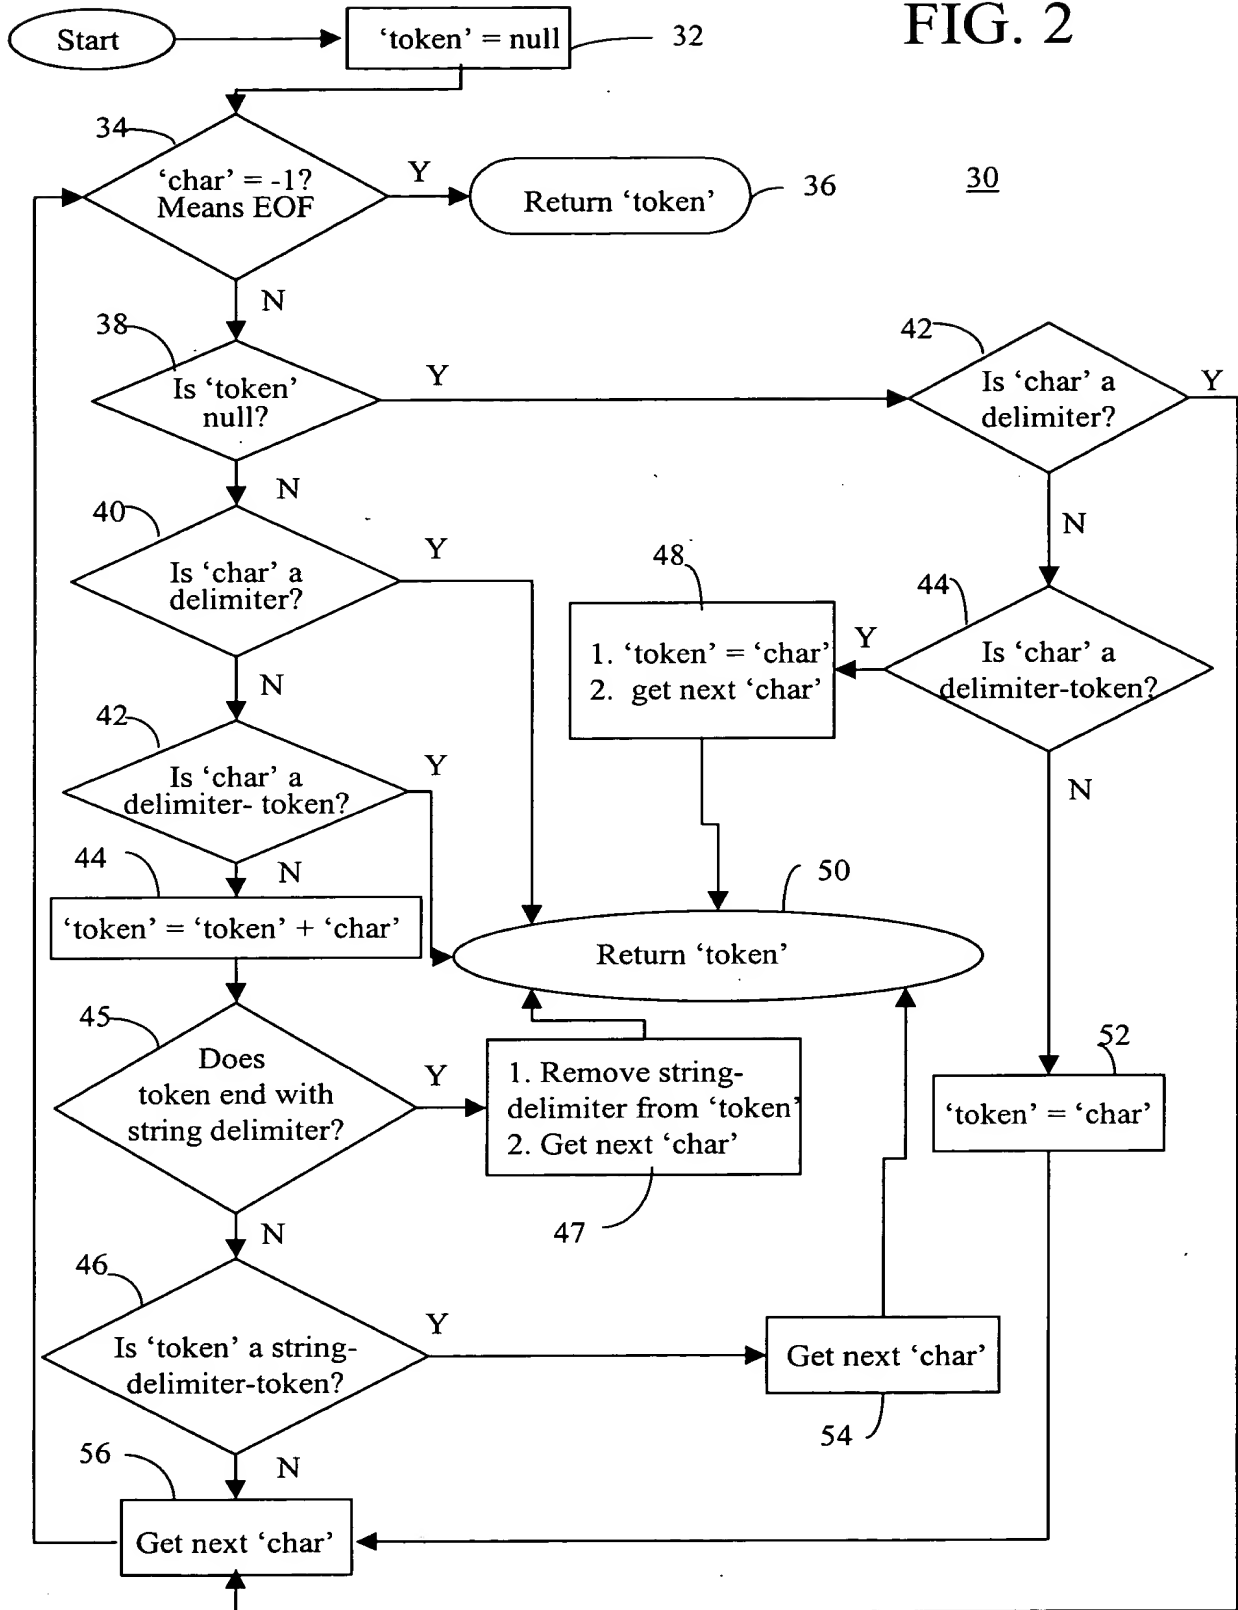 FIG. 2
Start
‘token’ = null
32
34
‘char’ = -1?
Means EOF
Y
Return ‘token’
36
30
N
38
Is ‘token’
null?
Y
42
Is ‘char’ a
delimiter?
Y
N
N
40
Is ‘char’ a
delimiter?
Y
48
1. ‘token’ = ‘char’
2. get next ‘char’
Y
44
Is ‘char’ a
delimiter-token?
N
42
Is ‘char’ a
delimiter- token?
Y
N
N
44
‘token’ = ‘token’ + ‘char’
50
Return ‘token’
45
Does
token end with
string delimiter?
Y
1. Remove string-
delimiter from ‘token’
2. Get next ‘char’
47
52
‘token’ = ‘char’
N
46
Is ‘token’ a string-
delimiter-token?
Y
Get next ‘char’
54
N
56
Get next ‘char’